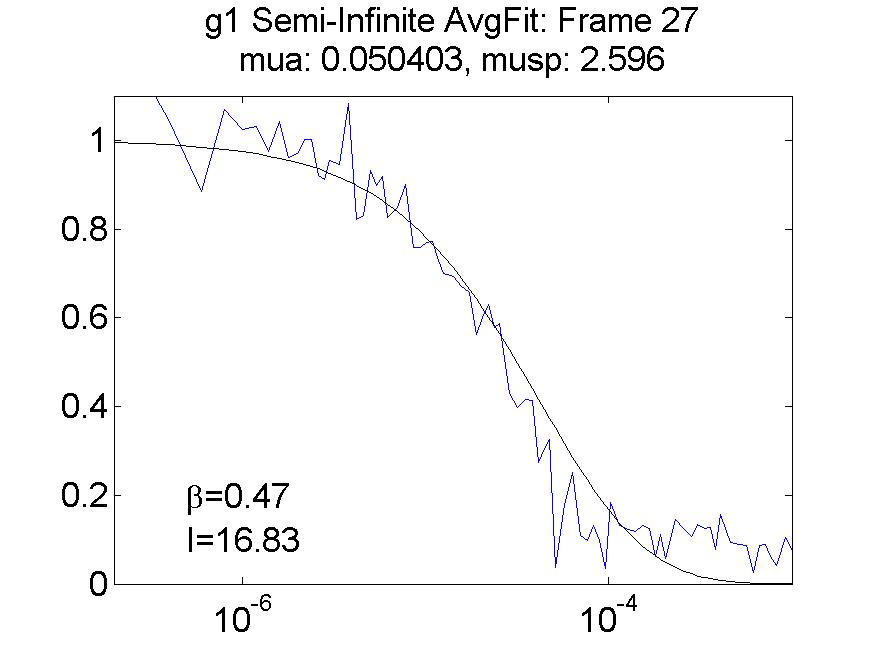 g1 Semi-Infinite AvgFit: Frame 27
mua: 0.050403, musp: 2.596
1
0.8
0.6
0.4
0.2
0
β=0.47
I=16.83
10^-6
10^-4